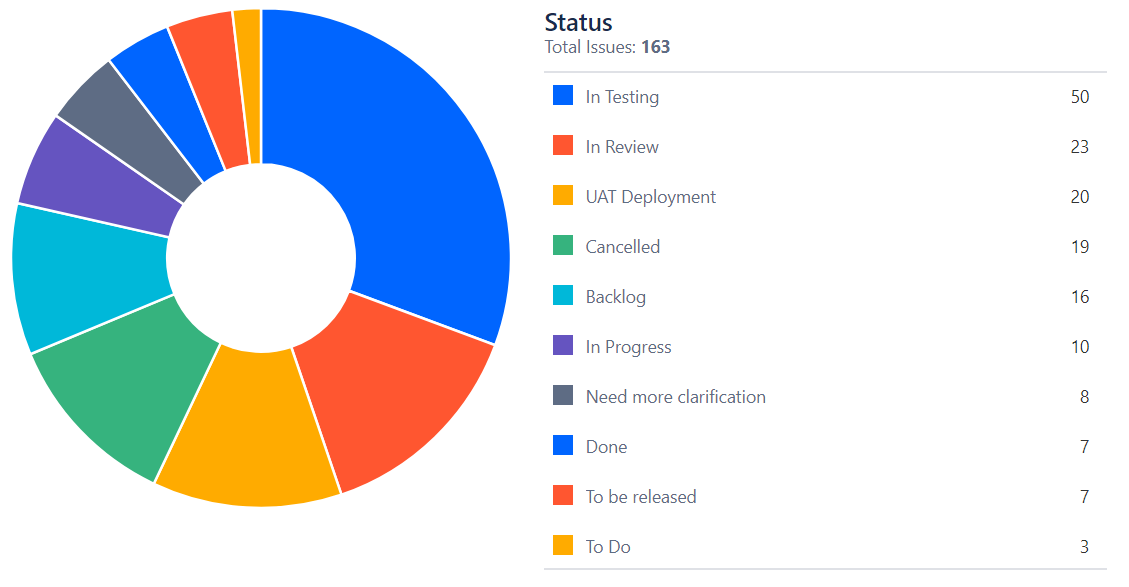 Status
Total Issues: 163
In Testing 50
In Review 23
UAT Deployment 20
Cancelled 19
Backlog 16
In Progress 10
Need more clarification 8
Done 7
To be released 7
To Do 3